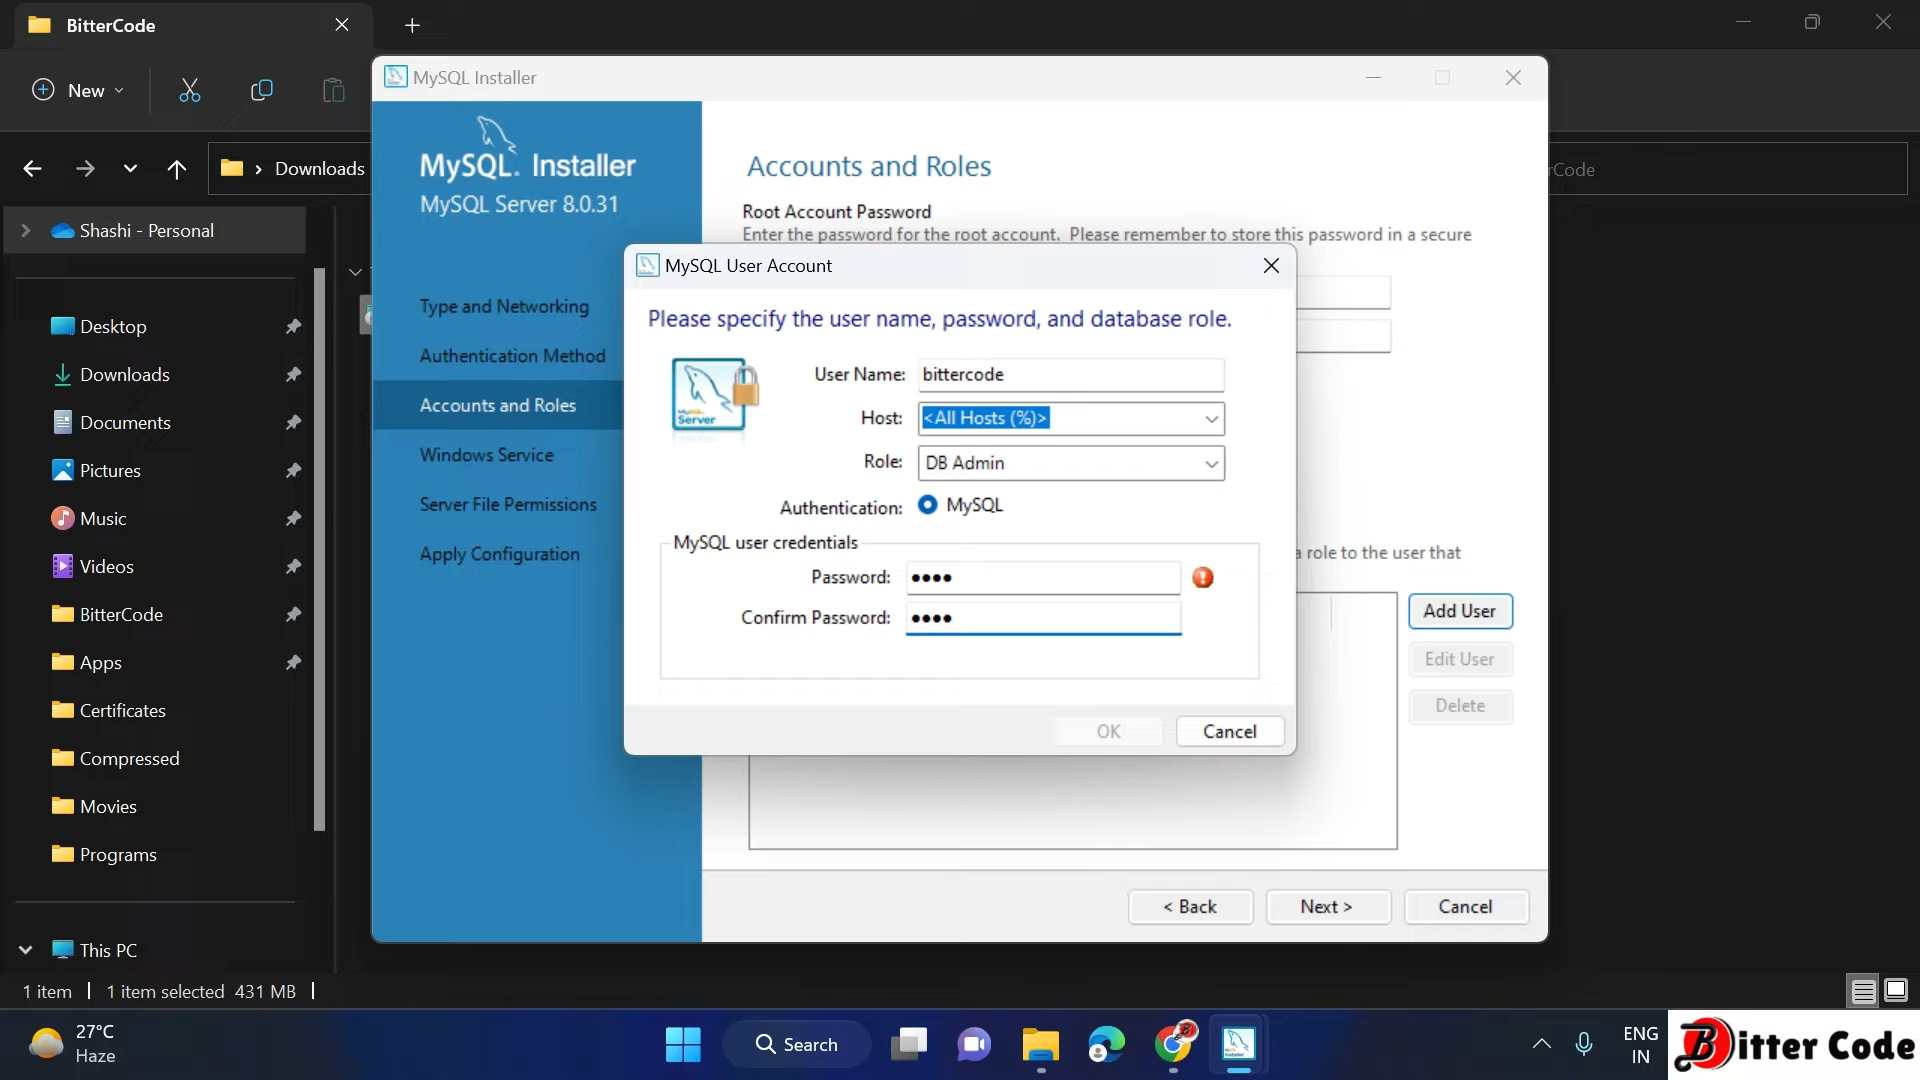 BitterCode
New
Downloads
rCode
Shashi - Personal
Desktop
Downloads
Documents
Pictures
Music
Videos
BitterCode
Apps
Certificates
Compressed
Movies
Programs
This PC
1 item
1 item selected 431 MB
MySQL Installer
MySQL. Installer
MySQL Server 8.0.31
Type and Networking
Authentication Method
Accounts and Roles
Windows Service
Server File Permissions
Apply Configuration
Accounts and Roles
Root Account Password
Enter the password for the root account. Please remember to store this password in a secure
MySQL User Account
Please specify the user name, password, and database role.
Server
User Name: bittercode
Host: <All Hosts (%)>
Role: DB Admin
Authentication: MySQL
MySQL user credentials
Password: ●●●●
Confirm Password: ●●●●
OK
Cancel
a role to the user that
Add User
Edit User
Delete
< Back
Next >
Cancel
27°C
Haze
Search
ENG
IN
Bitter Code